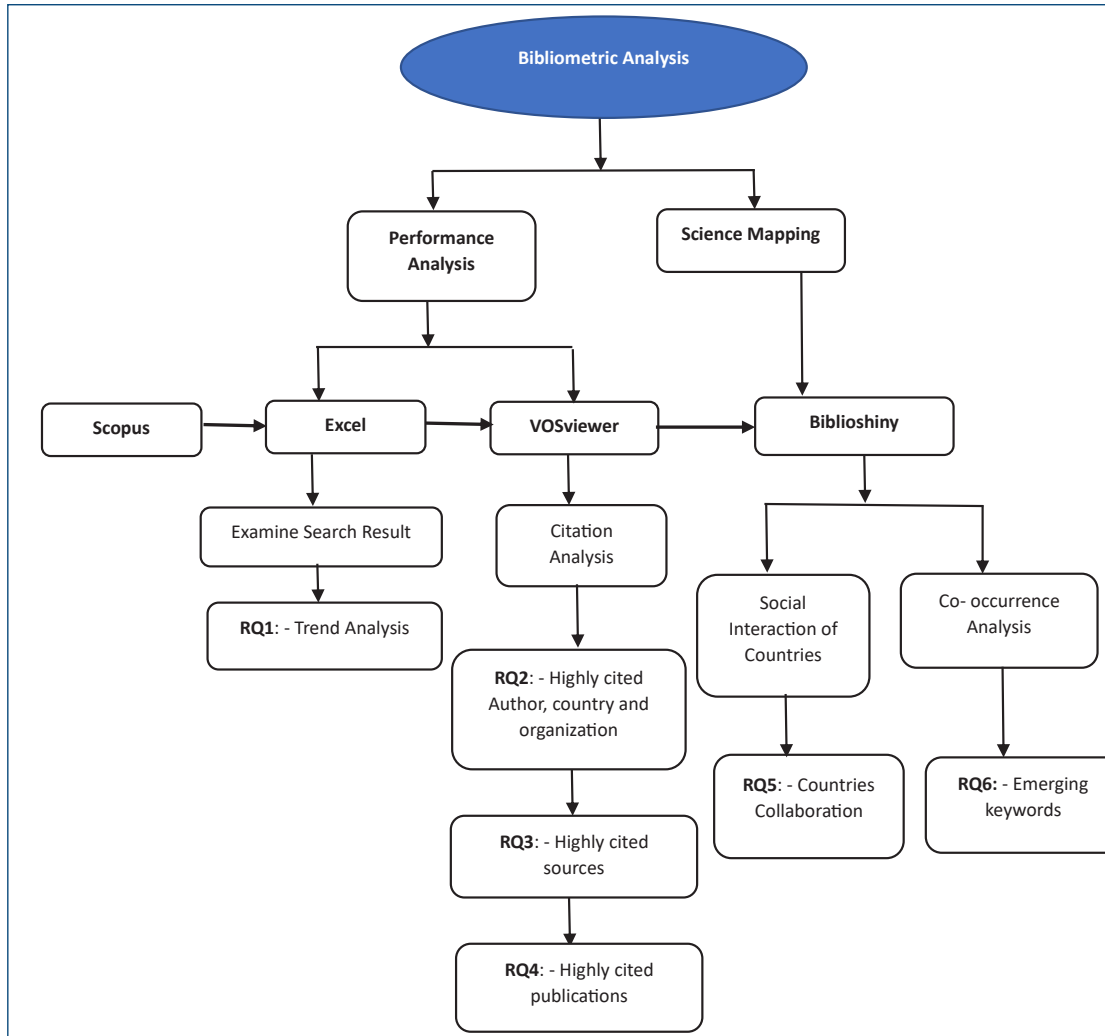 Bibliometric Analysis
Performance
Analysis
Science Mapping
Scopus
Excel
VOSviewer
Biblioshiny
Examine Search Result
Citation
Analysis
Social
Interaction of
Countries
Co- occurrence
Analysis
RQ1: - Trend Analysis
RQ2: - Highly cited
Author, country and
organization
RQ5: - Countries
Collaboration
RQ6: - Emerging
keywords
RQ3: - Highly cited
sources
RQ4: - Highly cited
publications